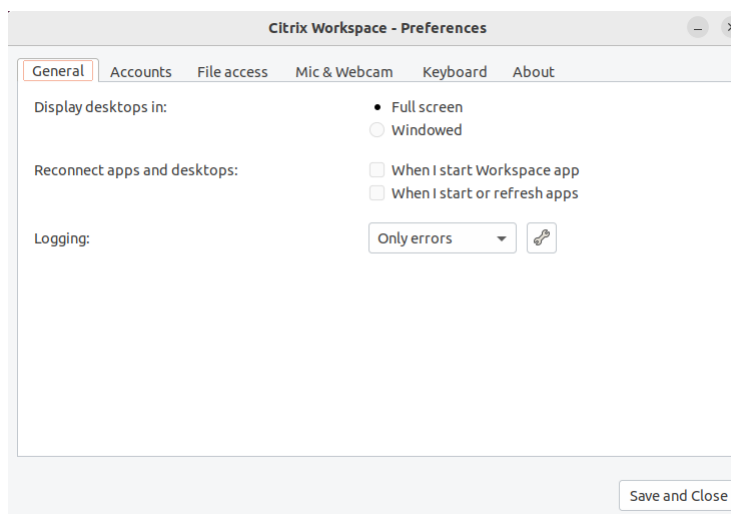 Citrix Workspace - Preferences
General Accounts File access Mic & Webcam Keyboard About
Display desktops in: Full screen
Windowed
Reconnect apps and desktops: When I start Workspace app
When I start or refresh apps
Logging: Only errors
Save and Close